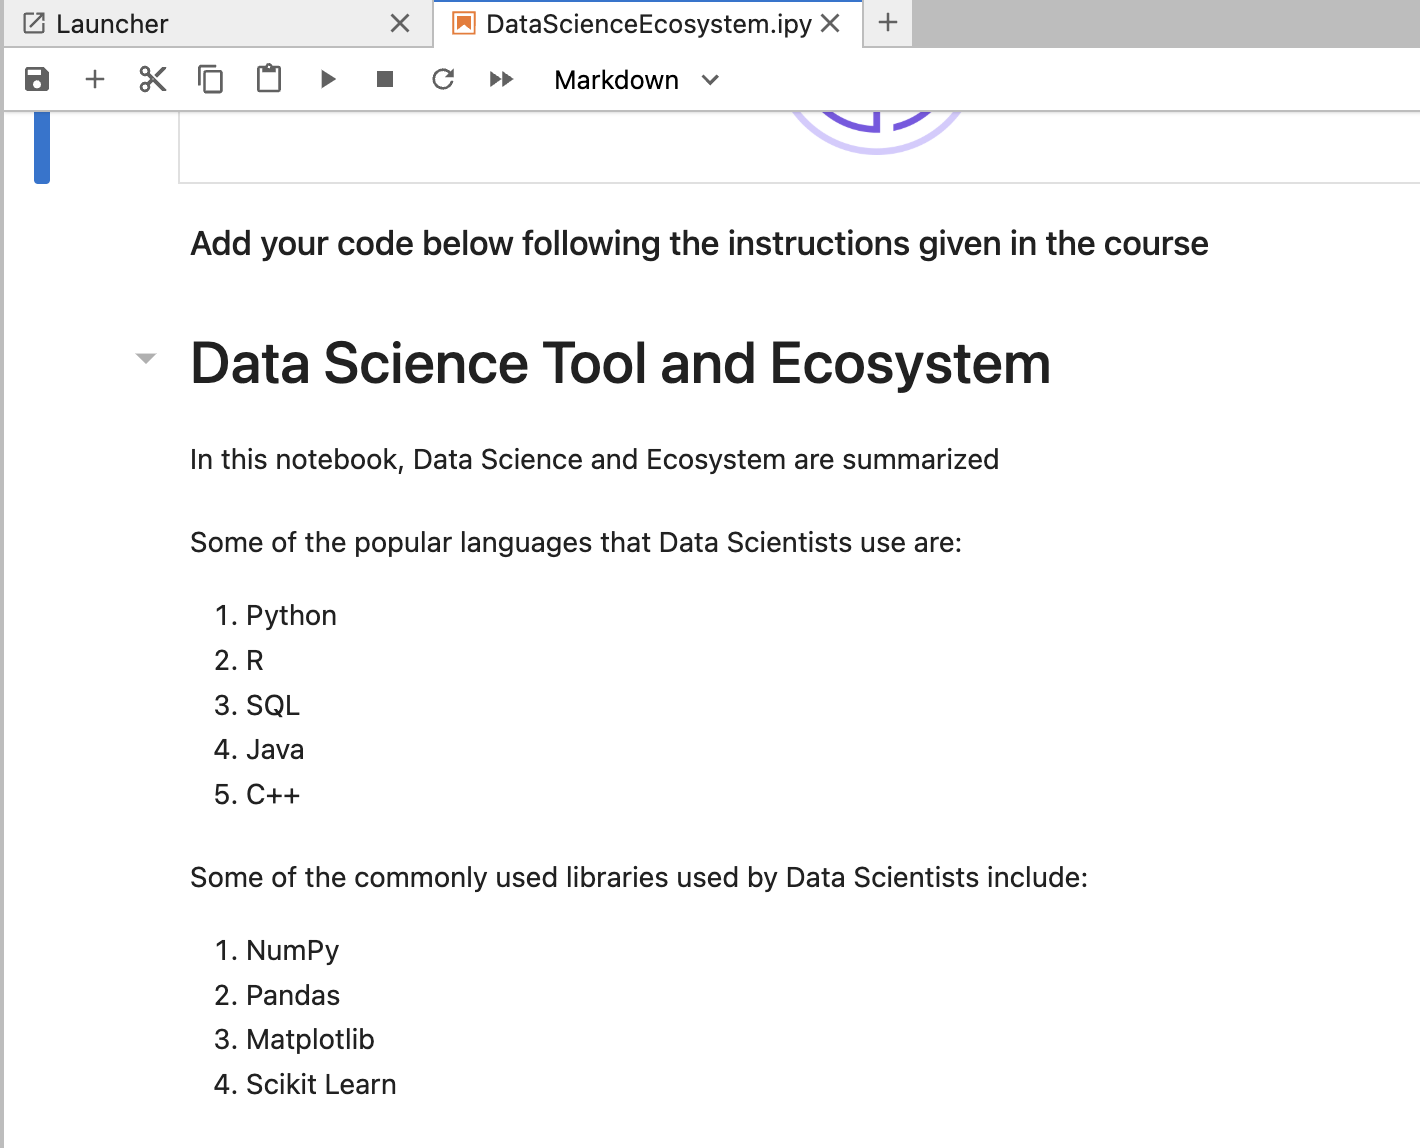 Launcher
DataScienceEcosystem.ipy
Markdown
Add your code below following the instructions given in the course
Data Science Tool and Ecosystem
In this notebook, Data Science and Ecosystem are summarized
Some of the popular languages that Data Scientists use are:
1. Python
2. R
3. SQL
4. Java
5. C++
Some of the commonly used libraries used by Data Scientists include:
1. NumPy
2. Pandas
3. Matplotlib
4. Scikit Learn